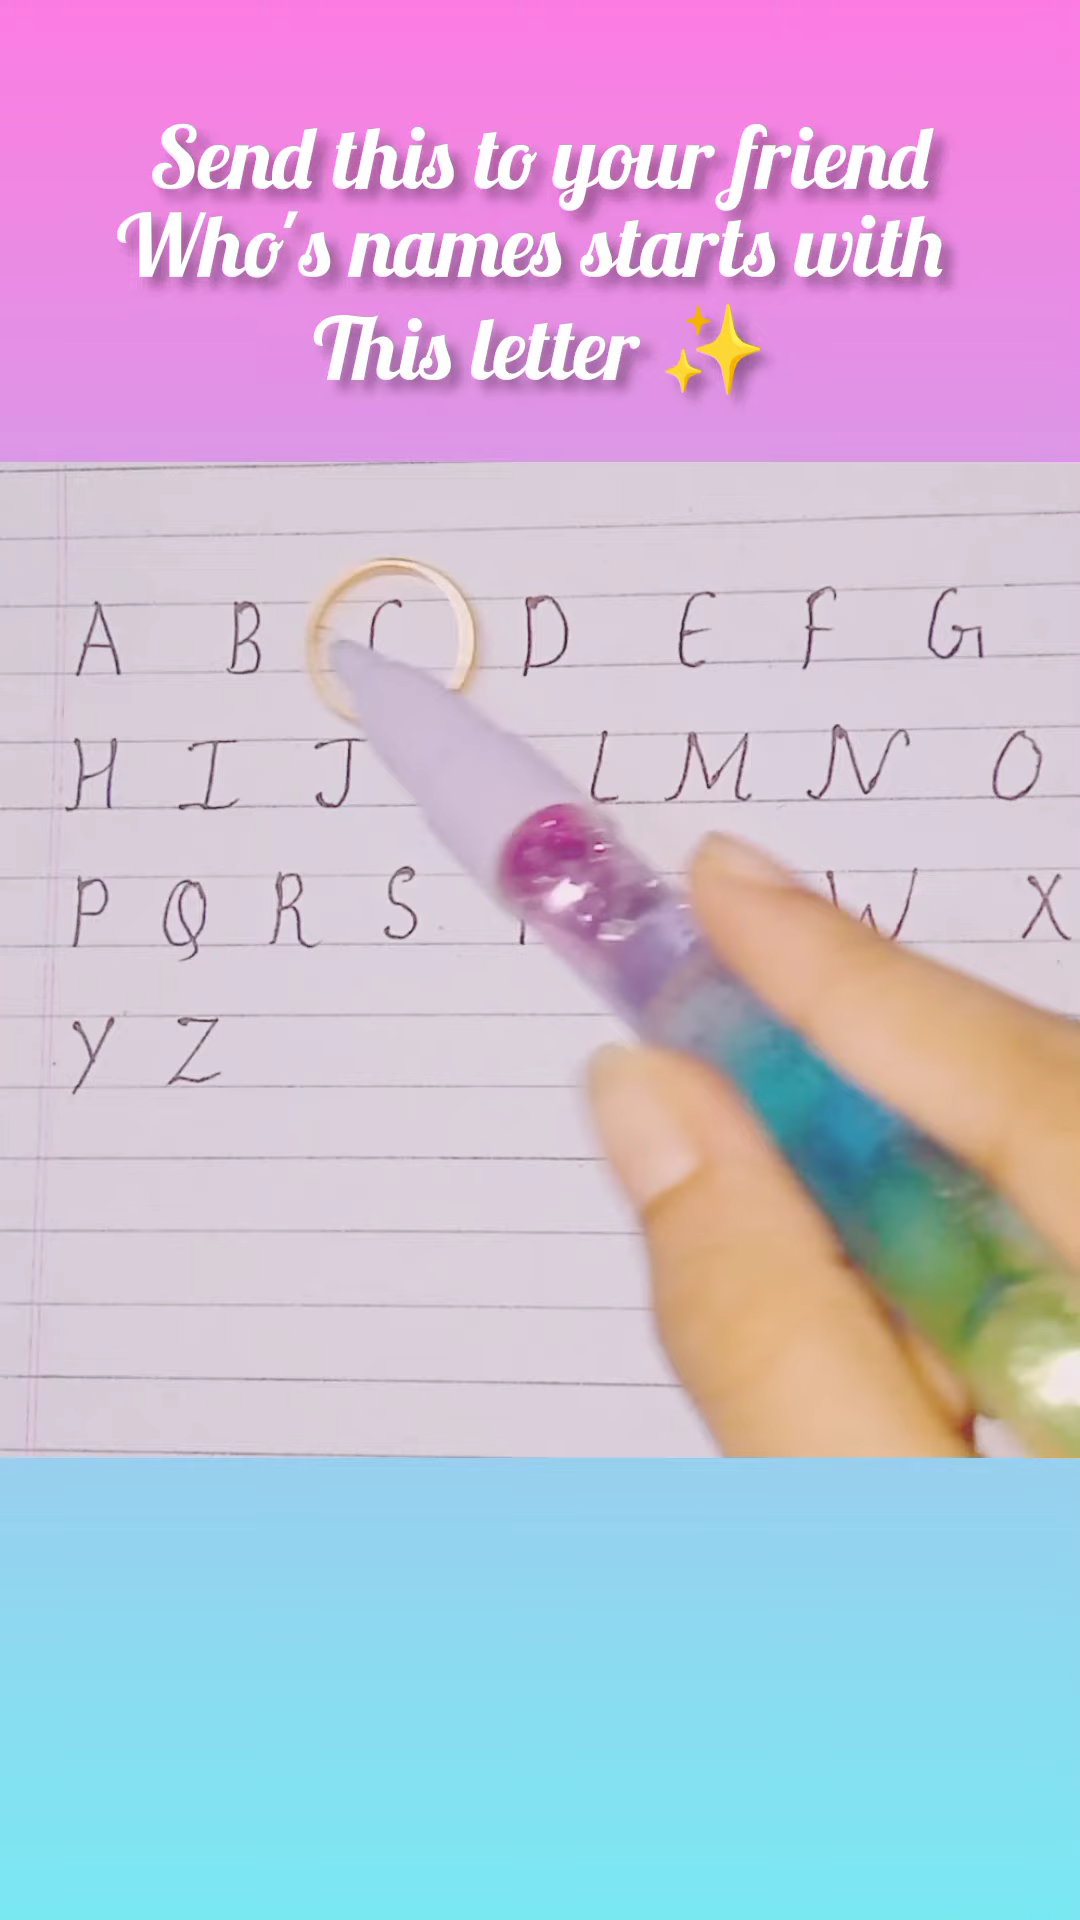 Send this to your friend
Who's names starts with
This letter ✨
A B C D E F G
H I J L M N O
P Q R S W X
Y Z